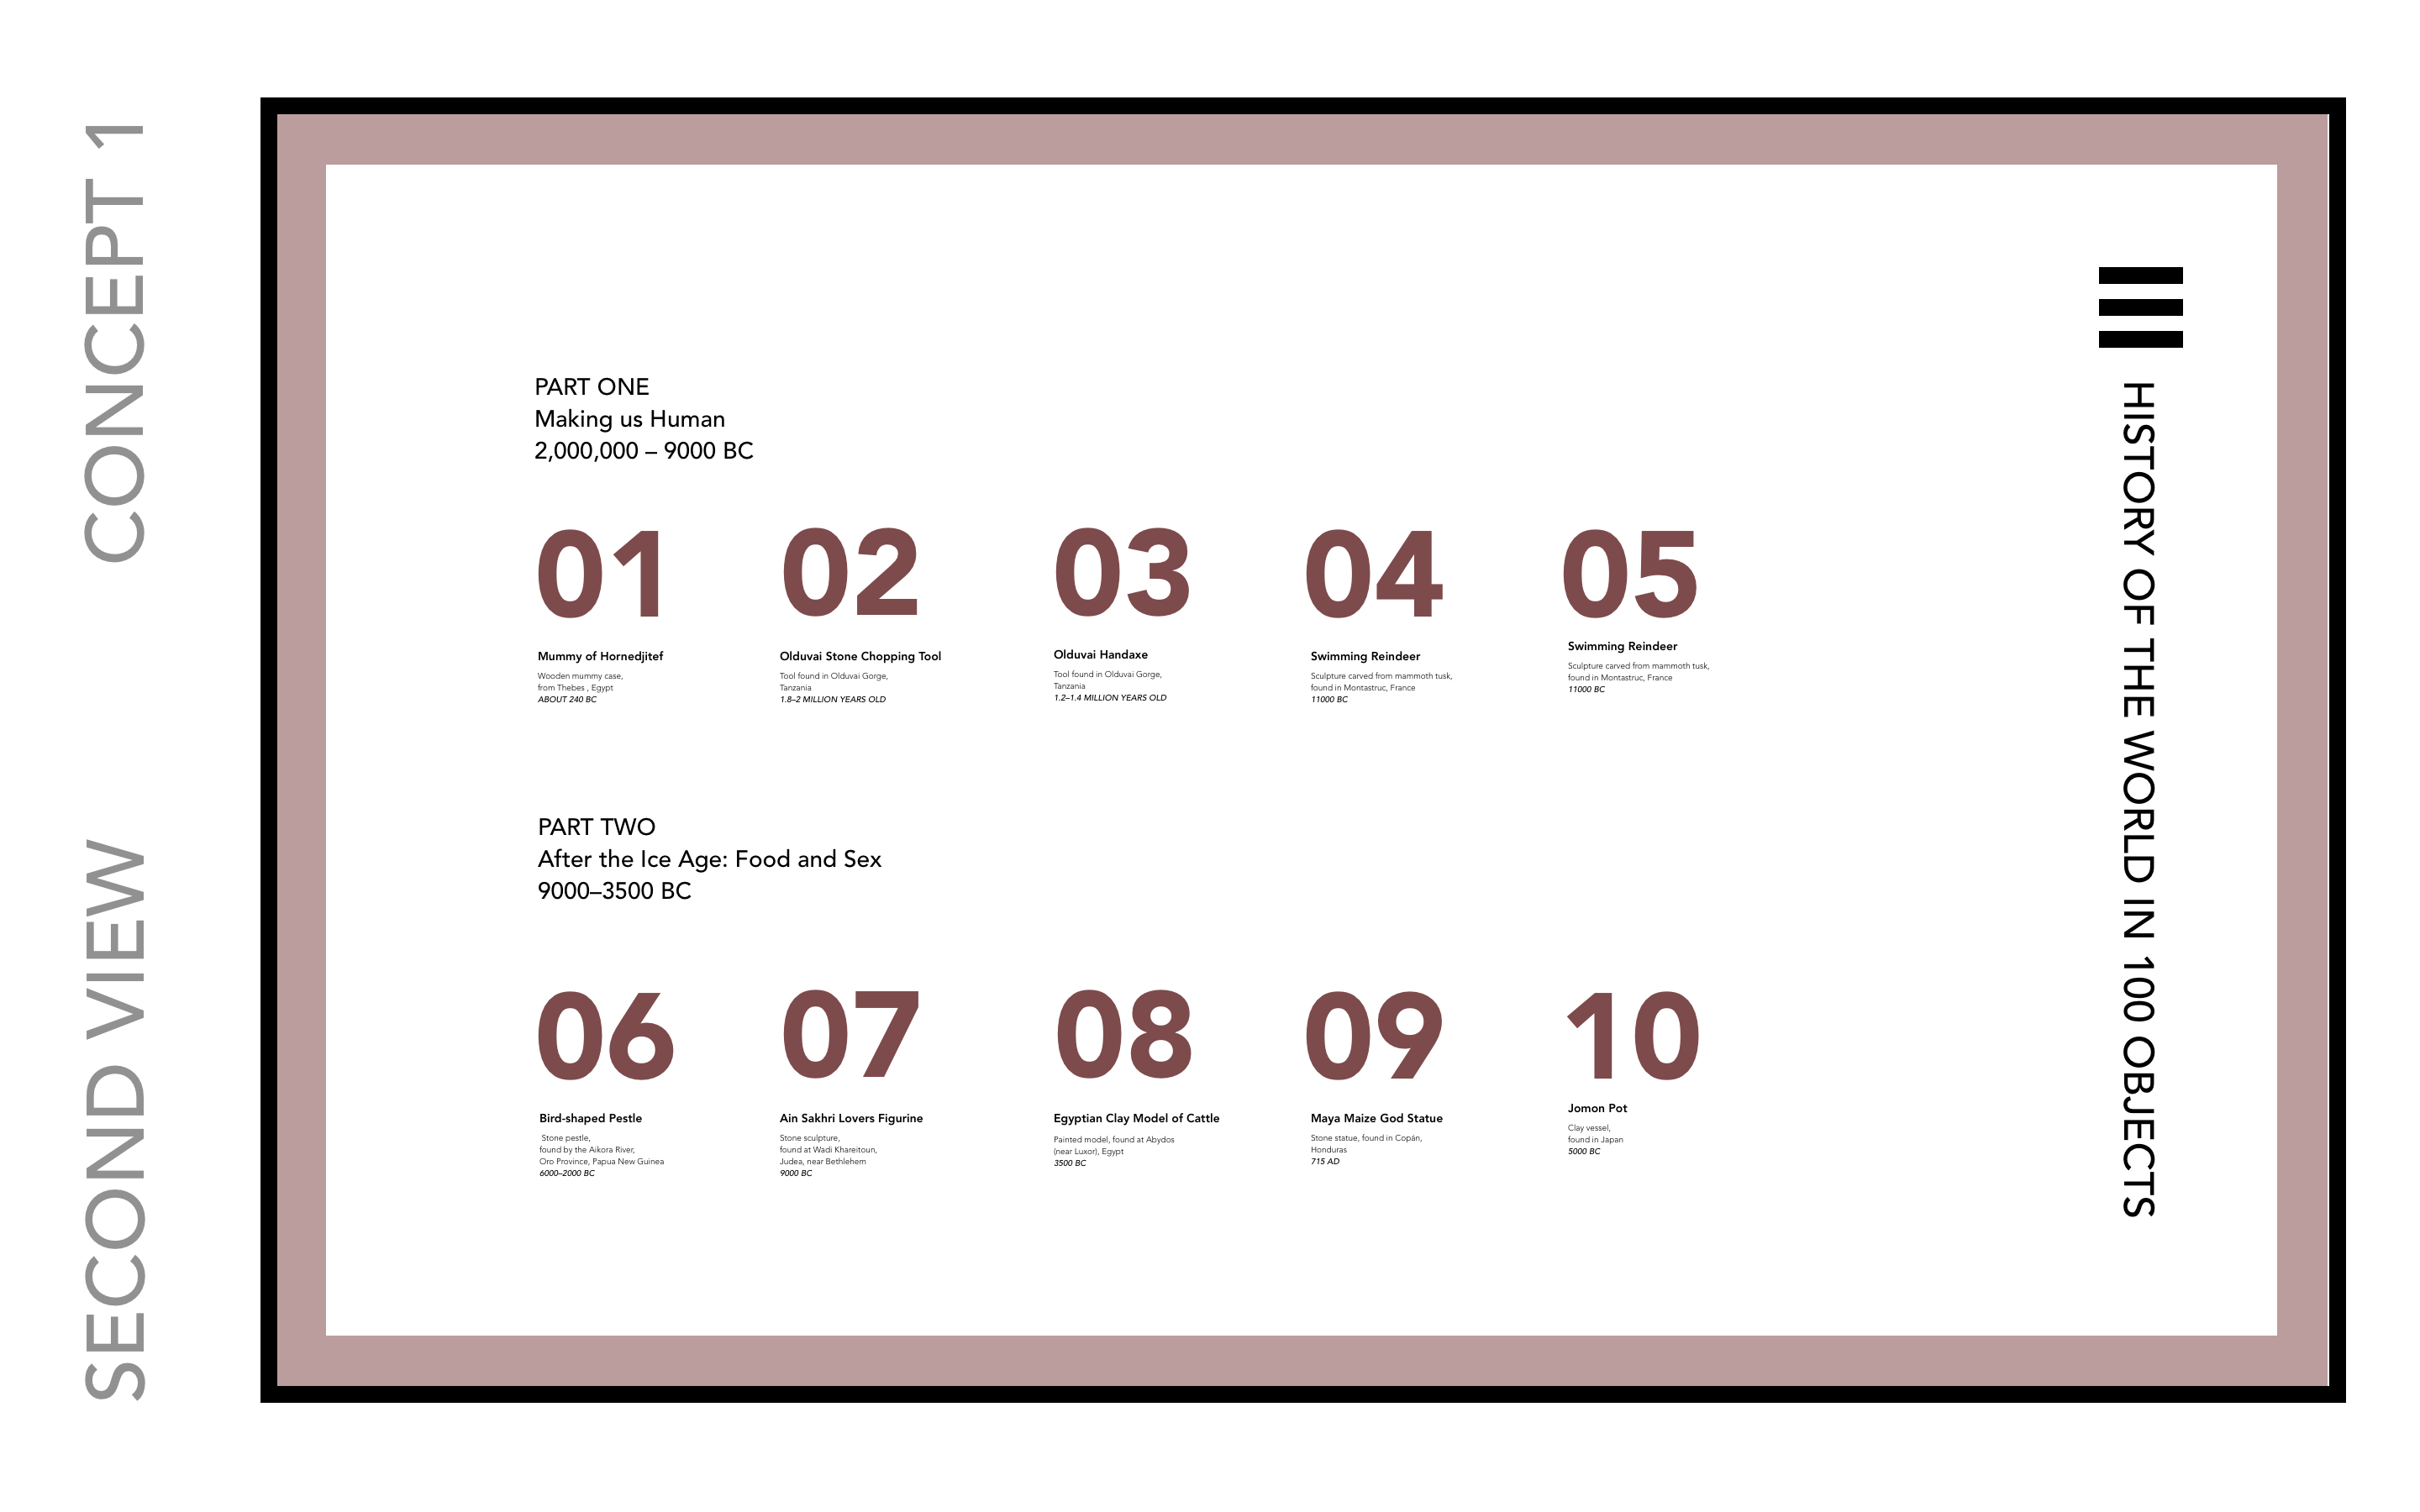 CONCEPT 1
SECOND VIEW
PART ONE
Making us Human
2,000,000 – 9000 BC
01
Mummy of Hornedjitef
Wooden mummy case,
from Thebes , Egypt
ABOUT 240 BC
02
Olduvai Stone Chopping Tool
Tool found in Olduvai Gorge,
Tanzania
1.8–2 MILLION YEARS OLD
03
Olduvai Handaxe
Tool found in Olduvai Gorge,
Tanzania
1.2–1.4 MILLION YEARS OLD
04
Swimming Reindeer
Sculpture carved from mammoth tusk,
found in Montastruc, France
11000 BC
05
Swimming Reindeer
Sculpture carved from mammoth tusk,
found in Montastruc, France
11000 BC
PART TWO
After the Ice Age: Food and Sex
9000–3500 BC
06
Bird-shaped Pestle
Stone pestle,
found by the Aikora River,
Oro Province, Papua New Guinea
6000–2000 BC
07
Ain Sakhri Lovers Figurine
Stone sculpture,
found at Wadi Khareitoun,
Judea, near Bethlehem
9000 BC
08
Egyptian Clay Model of Cattle
Painted model, found at Abydos
(near Luxor), Egypt
3500 BC
09
Maya Maize God Statue
Stone statue, found in Copán,
Honduras
715 AD
10
Jomon Pot
Clay vessel,
found in Japan
5000 BC
HISTORY OF THE WORLD IN 100 OBJECTS